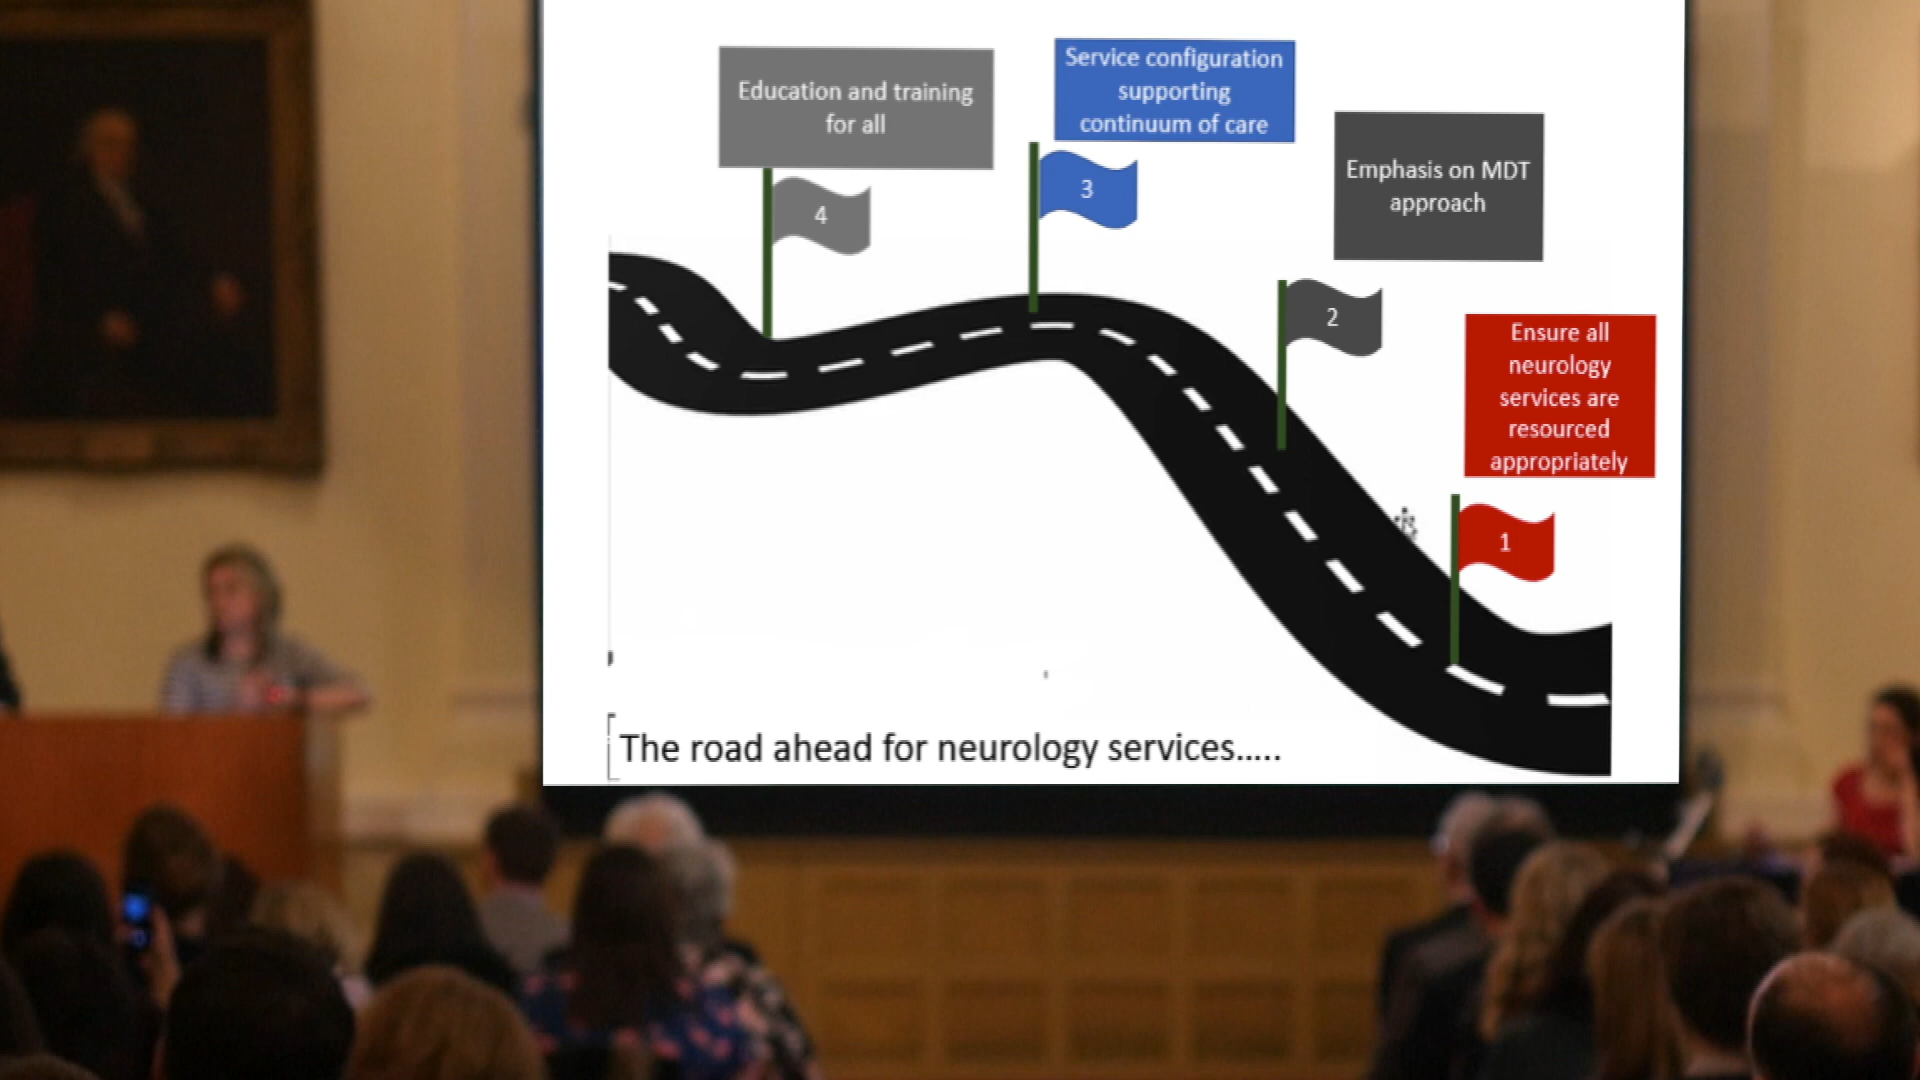 Education and training
for all
Service configuration
supporting
continuum of care
Emphasis on MDT
approach
Ensure all
neurology
services are
resourced
appropriately
4
3
2
1
The road ahead for neurology services.....